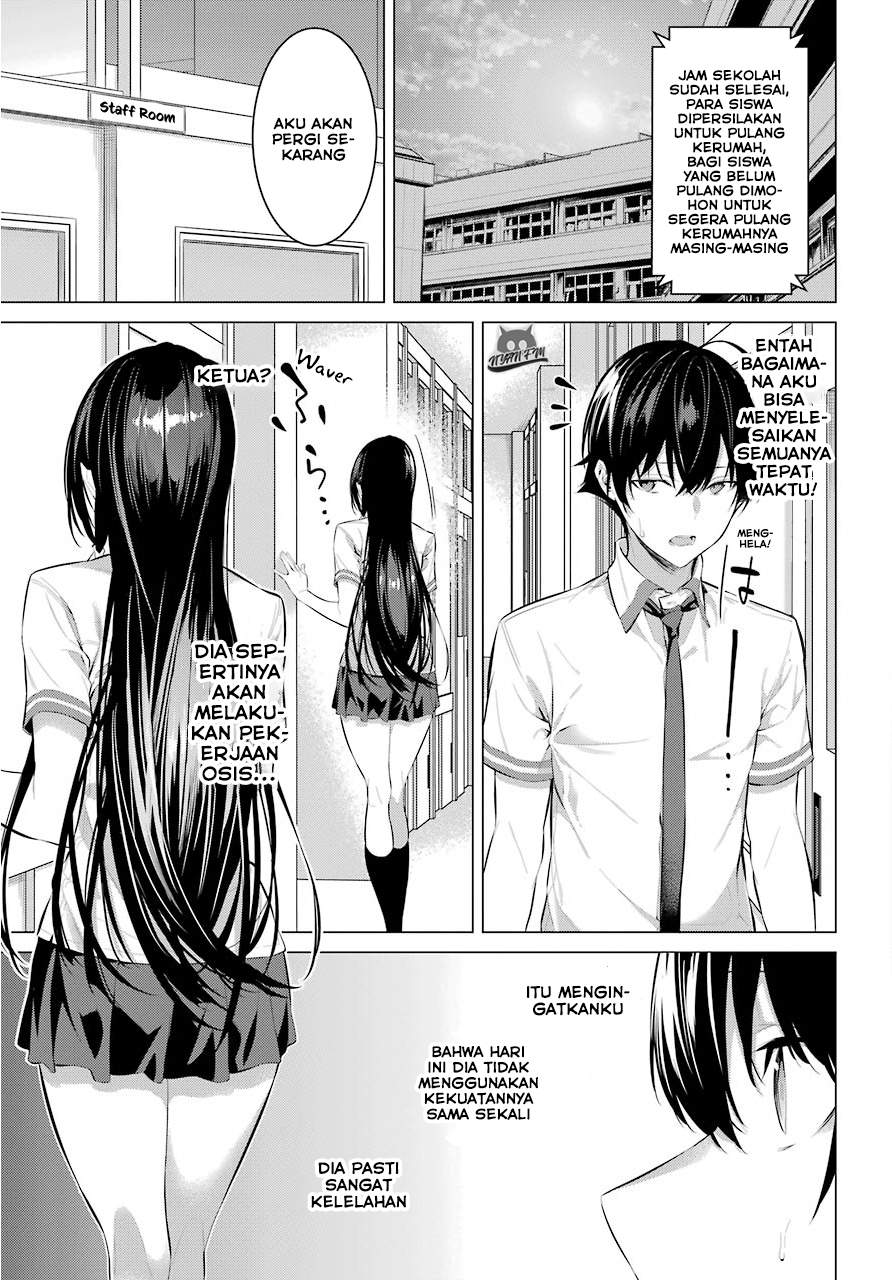 JAM SEKOLAH
SUDAH SELESAI,
PARA SISWA
DIPERSILAKAN
UNTUK PULANG
KERUMAH,
BAGI SISWA
YANG BELUM
PULANG DIMO-
HON UNTUK
SEGERA PULANG
KERUMAHNYA
MASING-MASING
Staff Room
AKU AKAN
PERGI SE-
KARANG
ENTAH
BAGAIMA-
NA AKU
BISA
MENYELE-
SAIKAN
SEMUANYA
TEPAT
WAKTU!
MENG-
HELA!
は
NYAN FM
Waver
ふら…
KETUA?
DIA SEP-
ERTINYA
AKAN
MELAKU-
KAN PEK-
ERJAAN
OSIS...
ITU MENGIN-
GATKANKU
BAHWA HARI
INI DIA TIDAK
MENGGUNAKAN
KEKUATANNYA
SAMA SEKALI
DIA PASTI
SANGAT
KELELAHAN